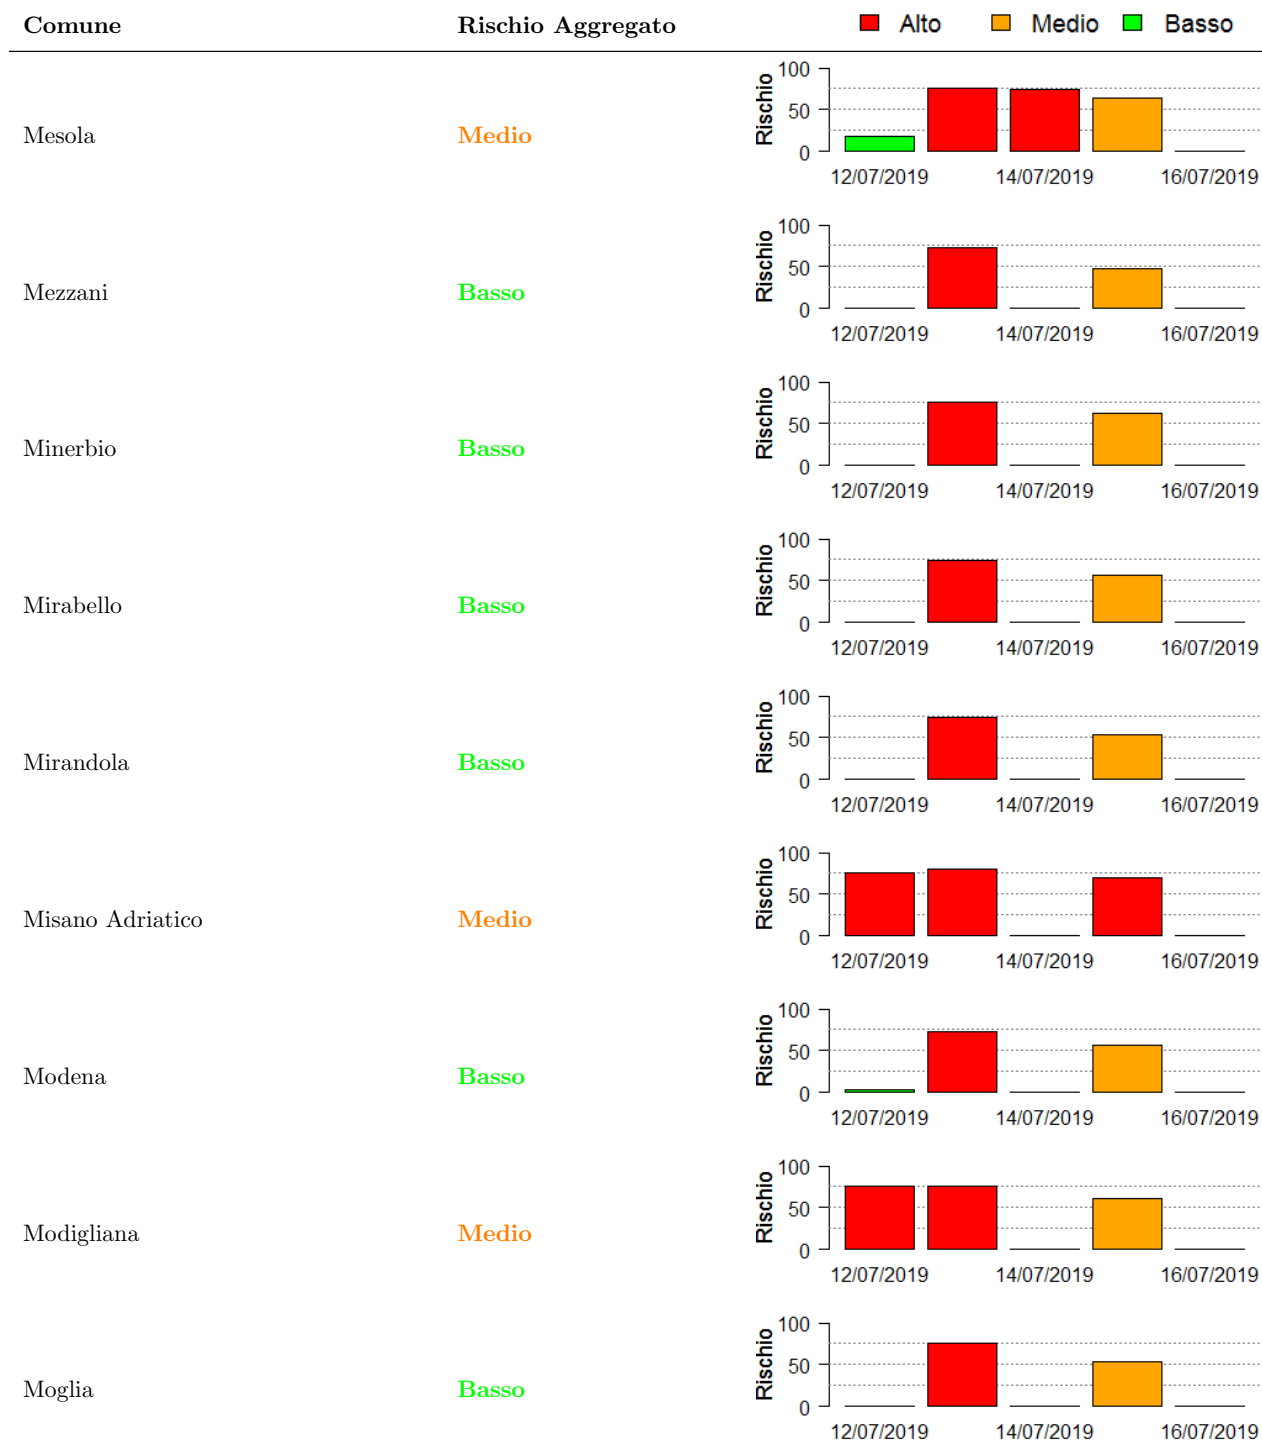 Comune Rischio Aggregato Alto Medio Basso
Mesola Medio Rischio 100 50 0
12/07/2019 14/07/2019 16/07/2019
Mezzani Basso Rischio 100 50 0
12/07/2019 14/07/2019 16/07/2019
Minerbio Basso Rischio 100 50 0
12/07/2019 14/07/2019 16/07/2019
Mirabello Basso Rischio 100 50 0
12/07/2019 14/07/2019 16/07/2019
Mirandola Basso Rischio 100 50 0
12/07/2019 14/07/2019 16/07/2019
Misano Adriatico Medio Rischio 100 50 0
12/07/2019 14/07/2019 16/07/2019
Modena Basso Rischio 100 50 0
12/07/2019 14/07/2019 16/07/2019
Modigliana Medio Rischio 100 50 0
12/07/2019 14/07/2019 16/07/2019
Moglia Basso Rischio 100 50 0
12/07/2019 14/07/2019 16/07/2019